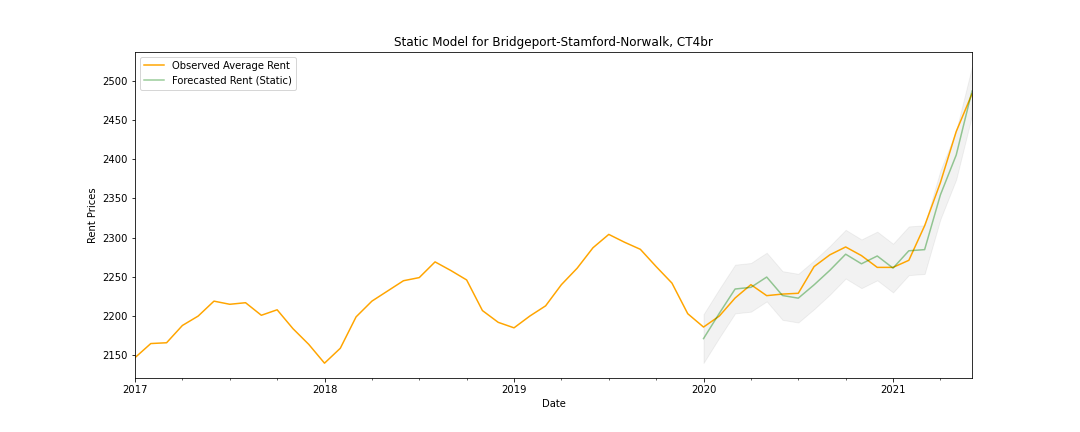 Static Model for Bridgeport-Stamford-Norwalk, CT4br
Observed Average Rent
Forecasted Rent (Static)
2500
2450
2400
2350
2300
2250
2200
2150
Rent Prices
2017 2018 2019 2020 2021
Date